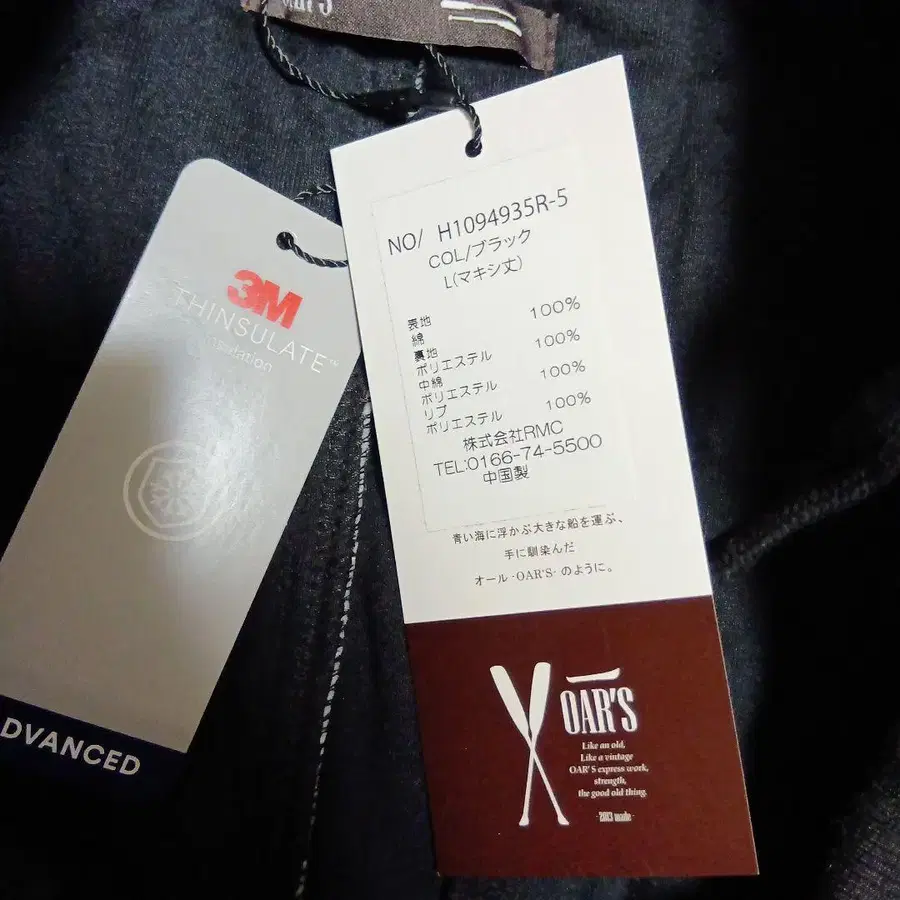 OAR'S
3M
THINSULATE™
Insulation
ADVANCED
NO/ H1094935R-5
COL/ブラック
L(マキシ丈)
表地
綿 100%
裏地
ポリエステル 100%
中綿
ポリエステル 100%
リブ
ポリエステル 100%
株式会社RMC
TEL:0166-74-5500
中国製
青い海に浮かぶ大きな船を運ぶ、
手に馴染んだ
オール -OAR'S- のように。
OAR'S
Like an old,
Like a vintage
OAR'S express work,
strength,
the good old thing.
-2013 made-